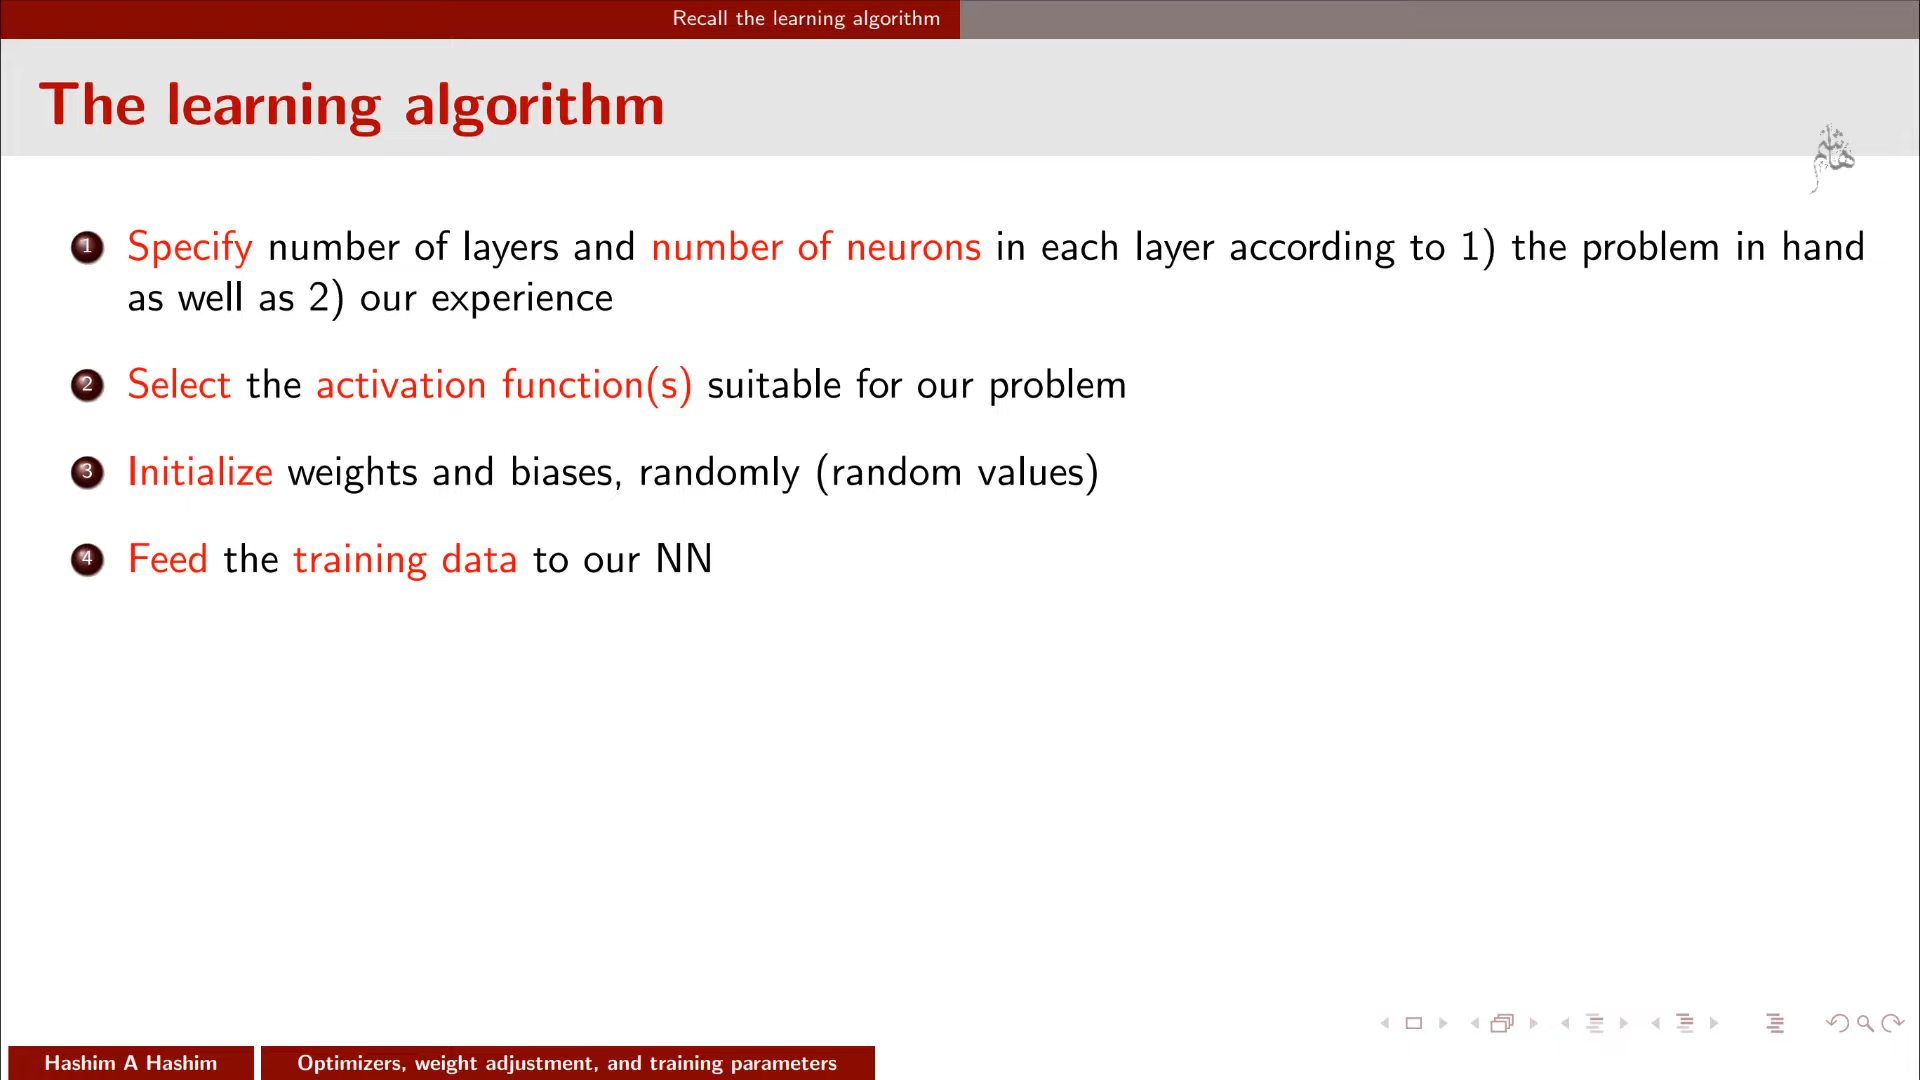 Recall the learning algorithm
The learning algorithm
هاشم
1 Specify number of layers and number of neurons in each layer according to 1) the problem in hand
as well as 2) our experience
2 Select the activation function(s) suitable for our problem
3 Initialize weights and biases, randomly (random values)
4 Feed the training data to our NN
Hashim A Hashim
Optimizers, weight adjustment, and training parameters